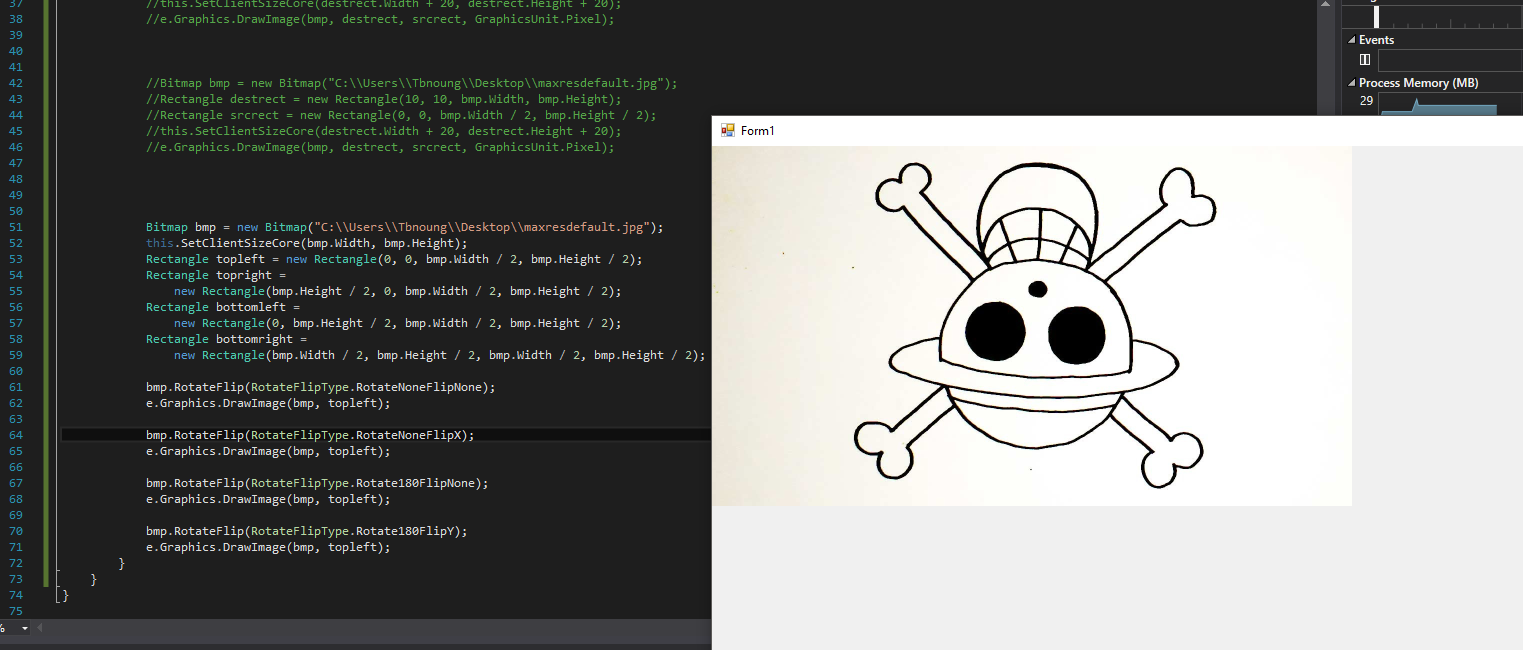 37 //this.SetClientSizeCore(destrect.Width + 20, destrect.Height + 20);
38 //e.Graphics.DrawImage(bmp, destrect, srcrect, GraphicsUnit.Pixel);
39
40
41
42 //Bitmap bmp = new Bitmap("C:\\Users\\Tbnoung\\Desktop\\maxresdefault.jpg");
43 //Rectangle destrect = new Rectangle(10, 10, bmp.Width, bmp.Height);
44 //Rectangle srcrect = new Rectangle(0, 0, bmp.Width / 2, bmp.Height / 2);
45 //this.SetClientSizeCore(destrect.Width + 20, destrect.Height + 20);
46 //e.Graphics.DrawImage(bmp, destrect, srcrect, GraphicsUnit.Pixel);
47
48
49
50
51 Bitmap bmp = new Bitmap("C:\\Users\\Tbnoung\\Desktop\\maxresdefault.jpg");
52 this.SetClientSizeCore(bmp.Width, bmp.Height);
53 Rectangle topleft = new Rectangle(0, 0, bmp.Width / 2, bmp.Height / 2);
54 Rectangle topright =
55 new Rectangle(bmp.Height / 2, 0, bmp.Width / 2, bmp.Height / 2);
56 Rectangle bottomleft =
57 new Rectangle(0, bmp.Height / 2, bmp.Width / 2, bmp.Height / 2);
58 Rectangle bottomright =
59 new Rectangle(bmp.Width / 2, bmp.Height / 2, bmp.Width / 2, bmp.Height / 2);
60
61 bmp.RotateFlip(RotateFlipType.RotateNoneFlipNone);
62 e.Graphics.DrawImage(bmp, topleft);
63
64 bmp.RotateFlip(RotateFlipType.RotateNoneFlipX);
65 e.Graphics.DrawImage(bmp, topleft);
66
67 bmp.RotateFlip(RotateFlipType.Rotate180FlipNone);
68 e.Graphics.DrawImage(bmp, topleft);
69
70 bmp.RotateFlip(RotateFlipType.Rotate180FlipY);
71 e.Graphics.DrawImage(bmp, topleft);
72 }
73 }
74 }
75
%
Events
Process Memory (MB)
29
Form1